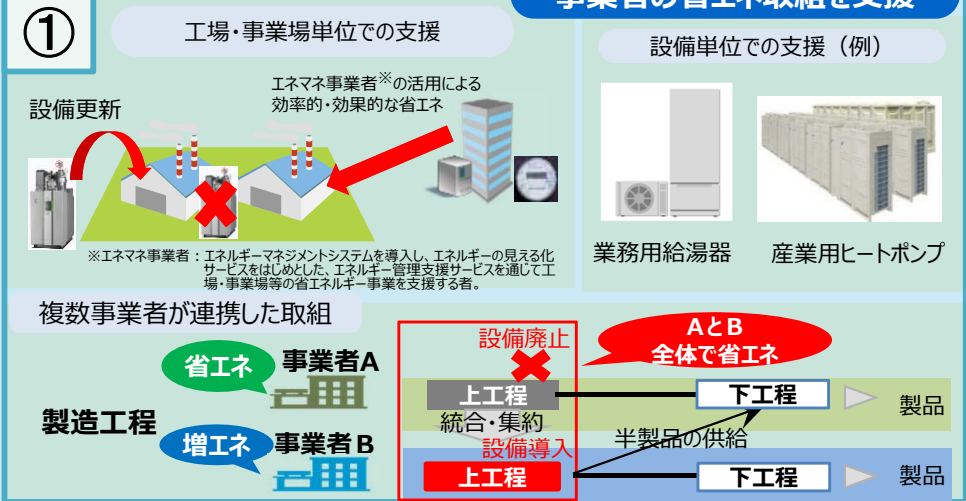 事業者の省エネ取組を支援
①
工場・事業場単位での支援
設備単位での支援（例）
設備更新
エネマネ事業者※の活用による
効率的・効果的な省エネ
業務用給湯器
産業用ヒートポンプ
※エネマネ事業者：エネルギーマネジメントシステムを導入し、エネルギーの見える化
サービスをはじめとした、エネルギー管理支援サービスを通じて工
場・事業場等の省エネルギー事業を支援する者。
複数事業者が連携した取組
設備廃止
AとB
全体で省エネ
省エネ
事業者A
上工程
下工程
製品
製造工程
統合・集約
半製品の供給
増エネ
事業者B
設備導入
上工程
下工程
製品